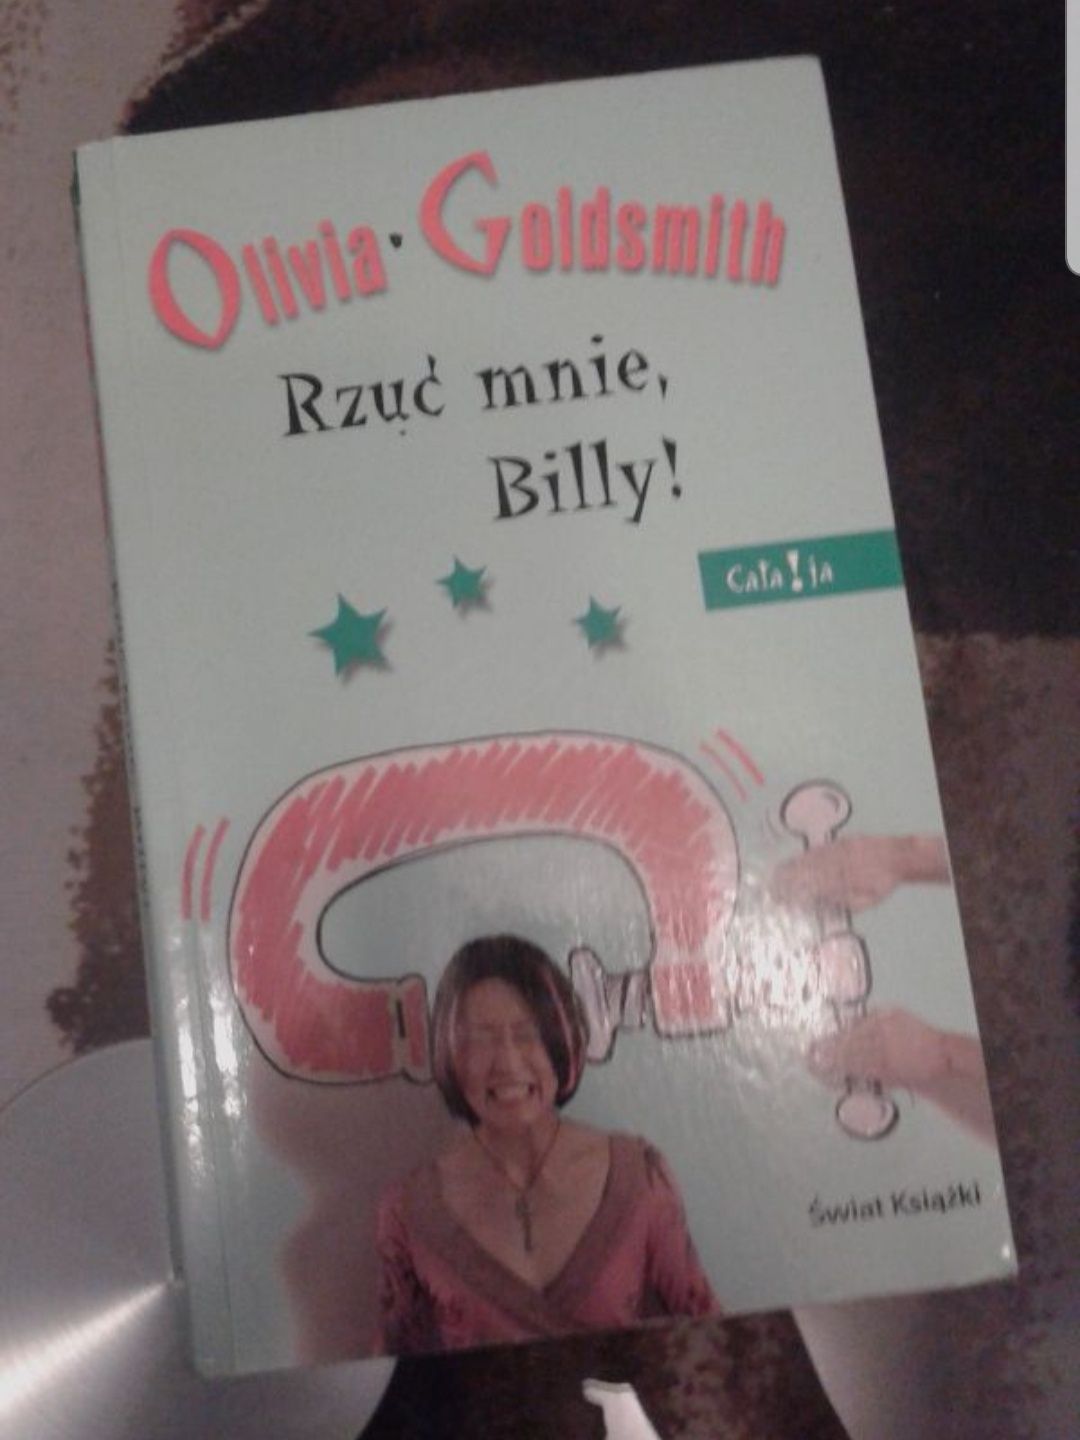 Olivia Goldsmith
Rzuć mnie,
Billy!
Cała!ja
Świat Książki